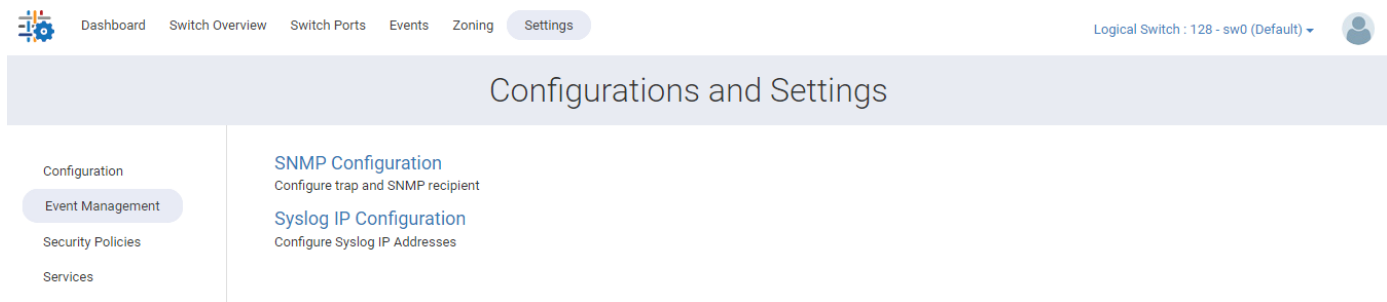 Dashboard Switch Overview Switch Ports Events Zoning Settings Logical Switch : 128 - sw0 (Default)
Configurations and Settings
Configuration
Event Management
Security Policies
Services
SNMP Configuration
Configure trap and SNMP recipient
Syslog IP Configuration
Configure Syslog IP Addresses